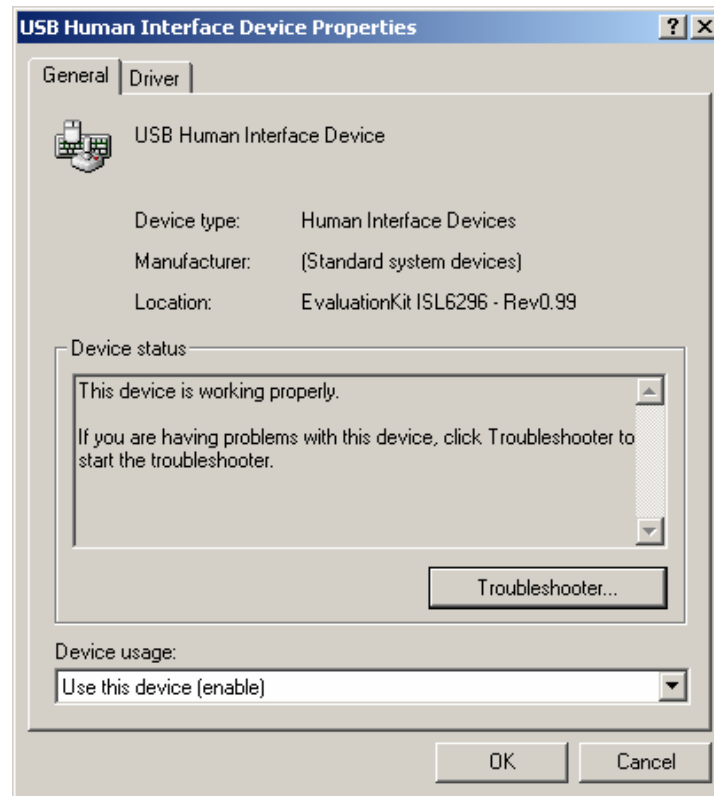 USB Human Interface Device Properties
General
Driver
USB Human Interface Device
Device type: Human Interface Devices
Manufacturer: (Standard system devices)
Location: EvaluationKit ISL6296 - Rev0.99
Device status
This device is working properly.
If you are having problems with this device, click Troubleshooter to
start the troubleshooter.
Troubleshooter...
Device usage:
Use this device (enable)
OK
Cancel